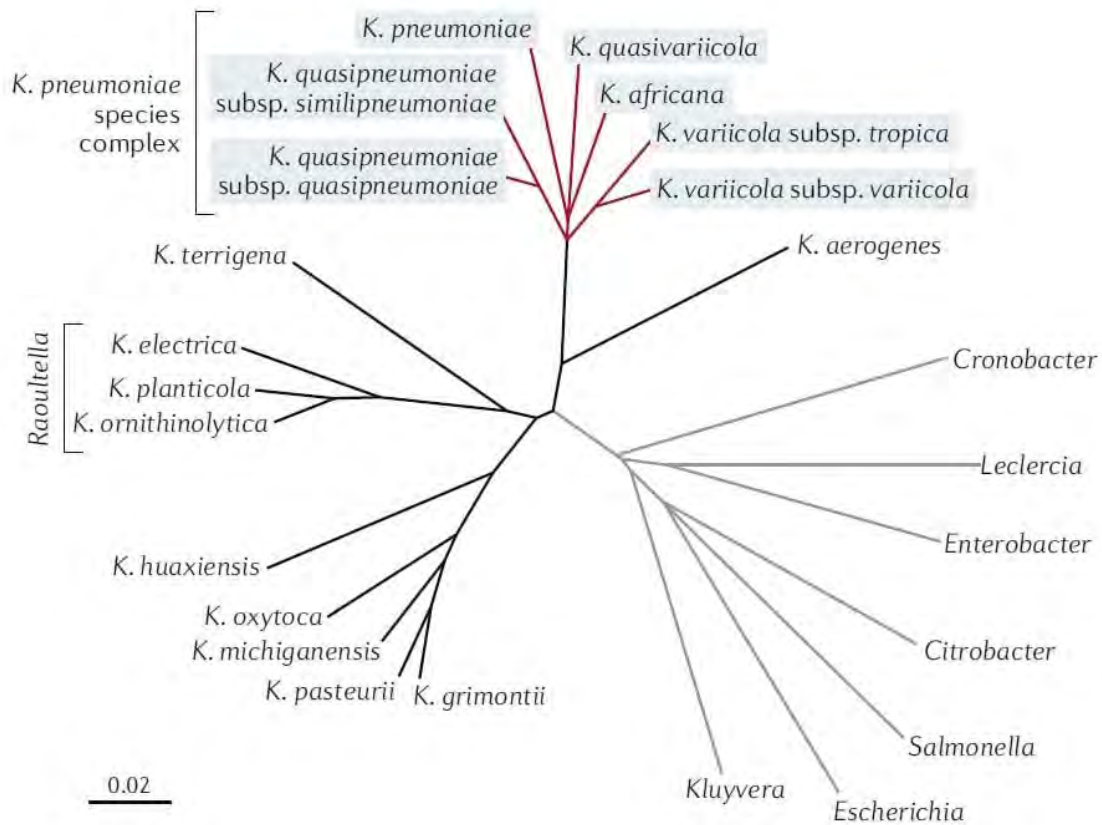 K. pneumoniae
K. quasivariicola
K. quasipneumoniae
subsp. similipneumoniae
K. africana
K. pneumoniae
species
complex
K. variicola subsp. tropica
K. quasipneumoniae
subsp. quasipneumoniae
K. variicola subsp. variicola
K. terrigena
K. aerogenes
Raoultella
K. electrica
K. planticola
K. ornithinolytica
Cronobacter
Leclercia
Enterobacter
K. huaxiensis
K. oxytoca
K. michiganensis
K. pasteurii
K. grimontii
Citrobacter
Salmonella
Kluyvera
Escherichia
0.02